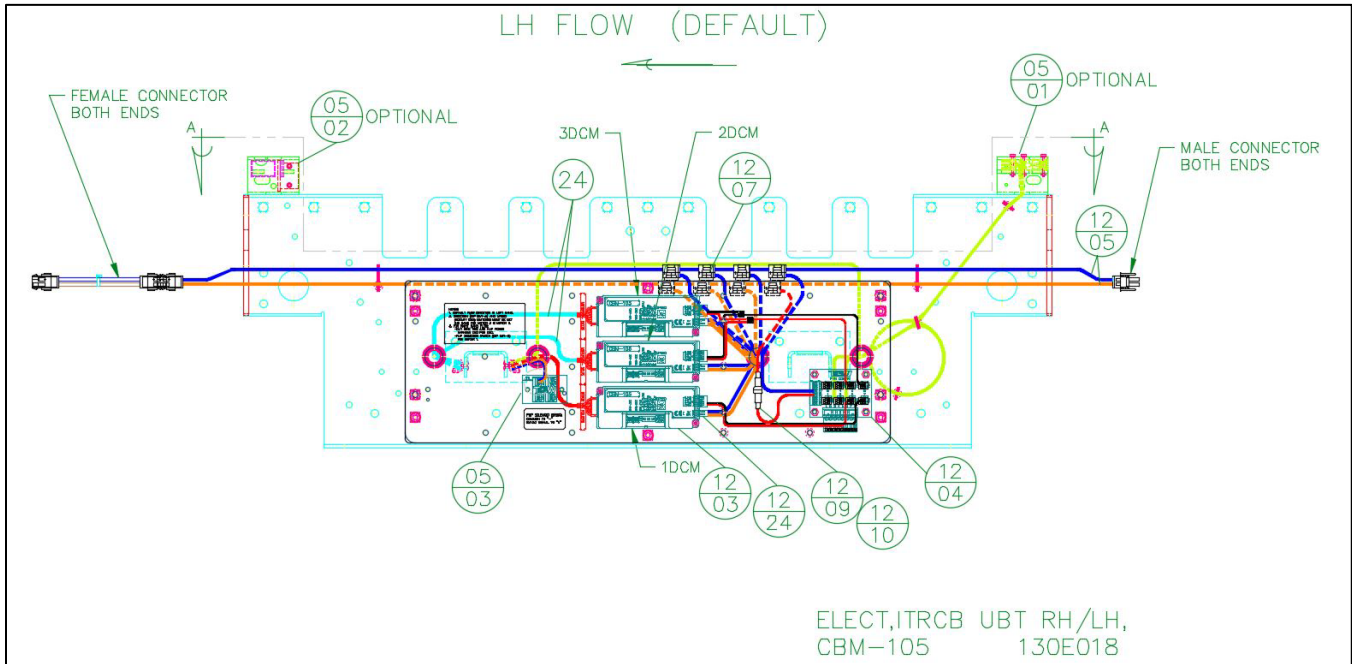 LH FLOW (DEFAULT)
FEMALE CONNECTOR
BOTH ENDS
A
05
02
OPTIONAL
24
3DCM
2DCM
12
07
05
01
OPTIONAL
A
MALE CONNECTOR
BOTH ENDS
12
05
05
03
1DCM
12
03
12
24
12
09
12
10
12
04
ELECT,ITRCB UBT RH/LH,
CBM-105 130E018